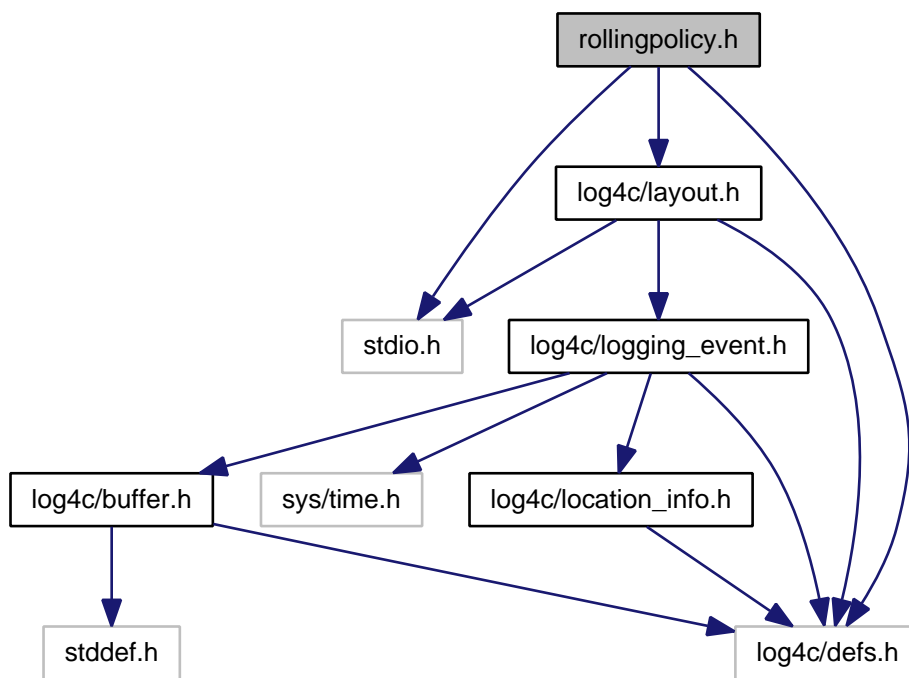 rollingpolicy.h
log4c/layout.h
stdio.h
log4c/logging_event.h
log4c/buffer.h
sys/time.h
log4c/location_info.h
stddef.h
log4c/defs.h